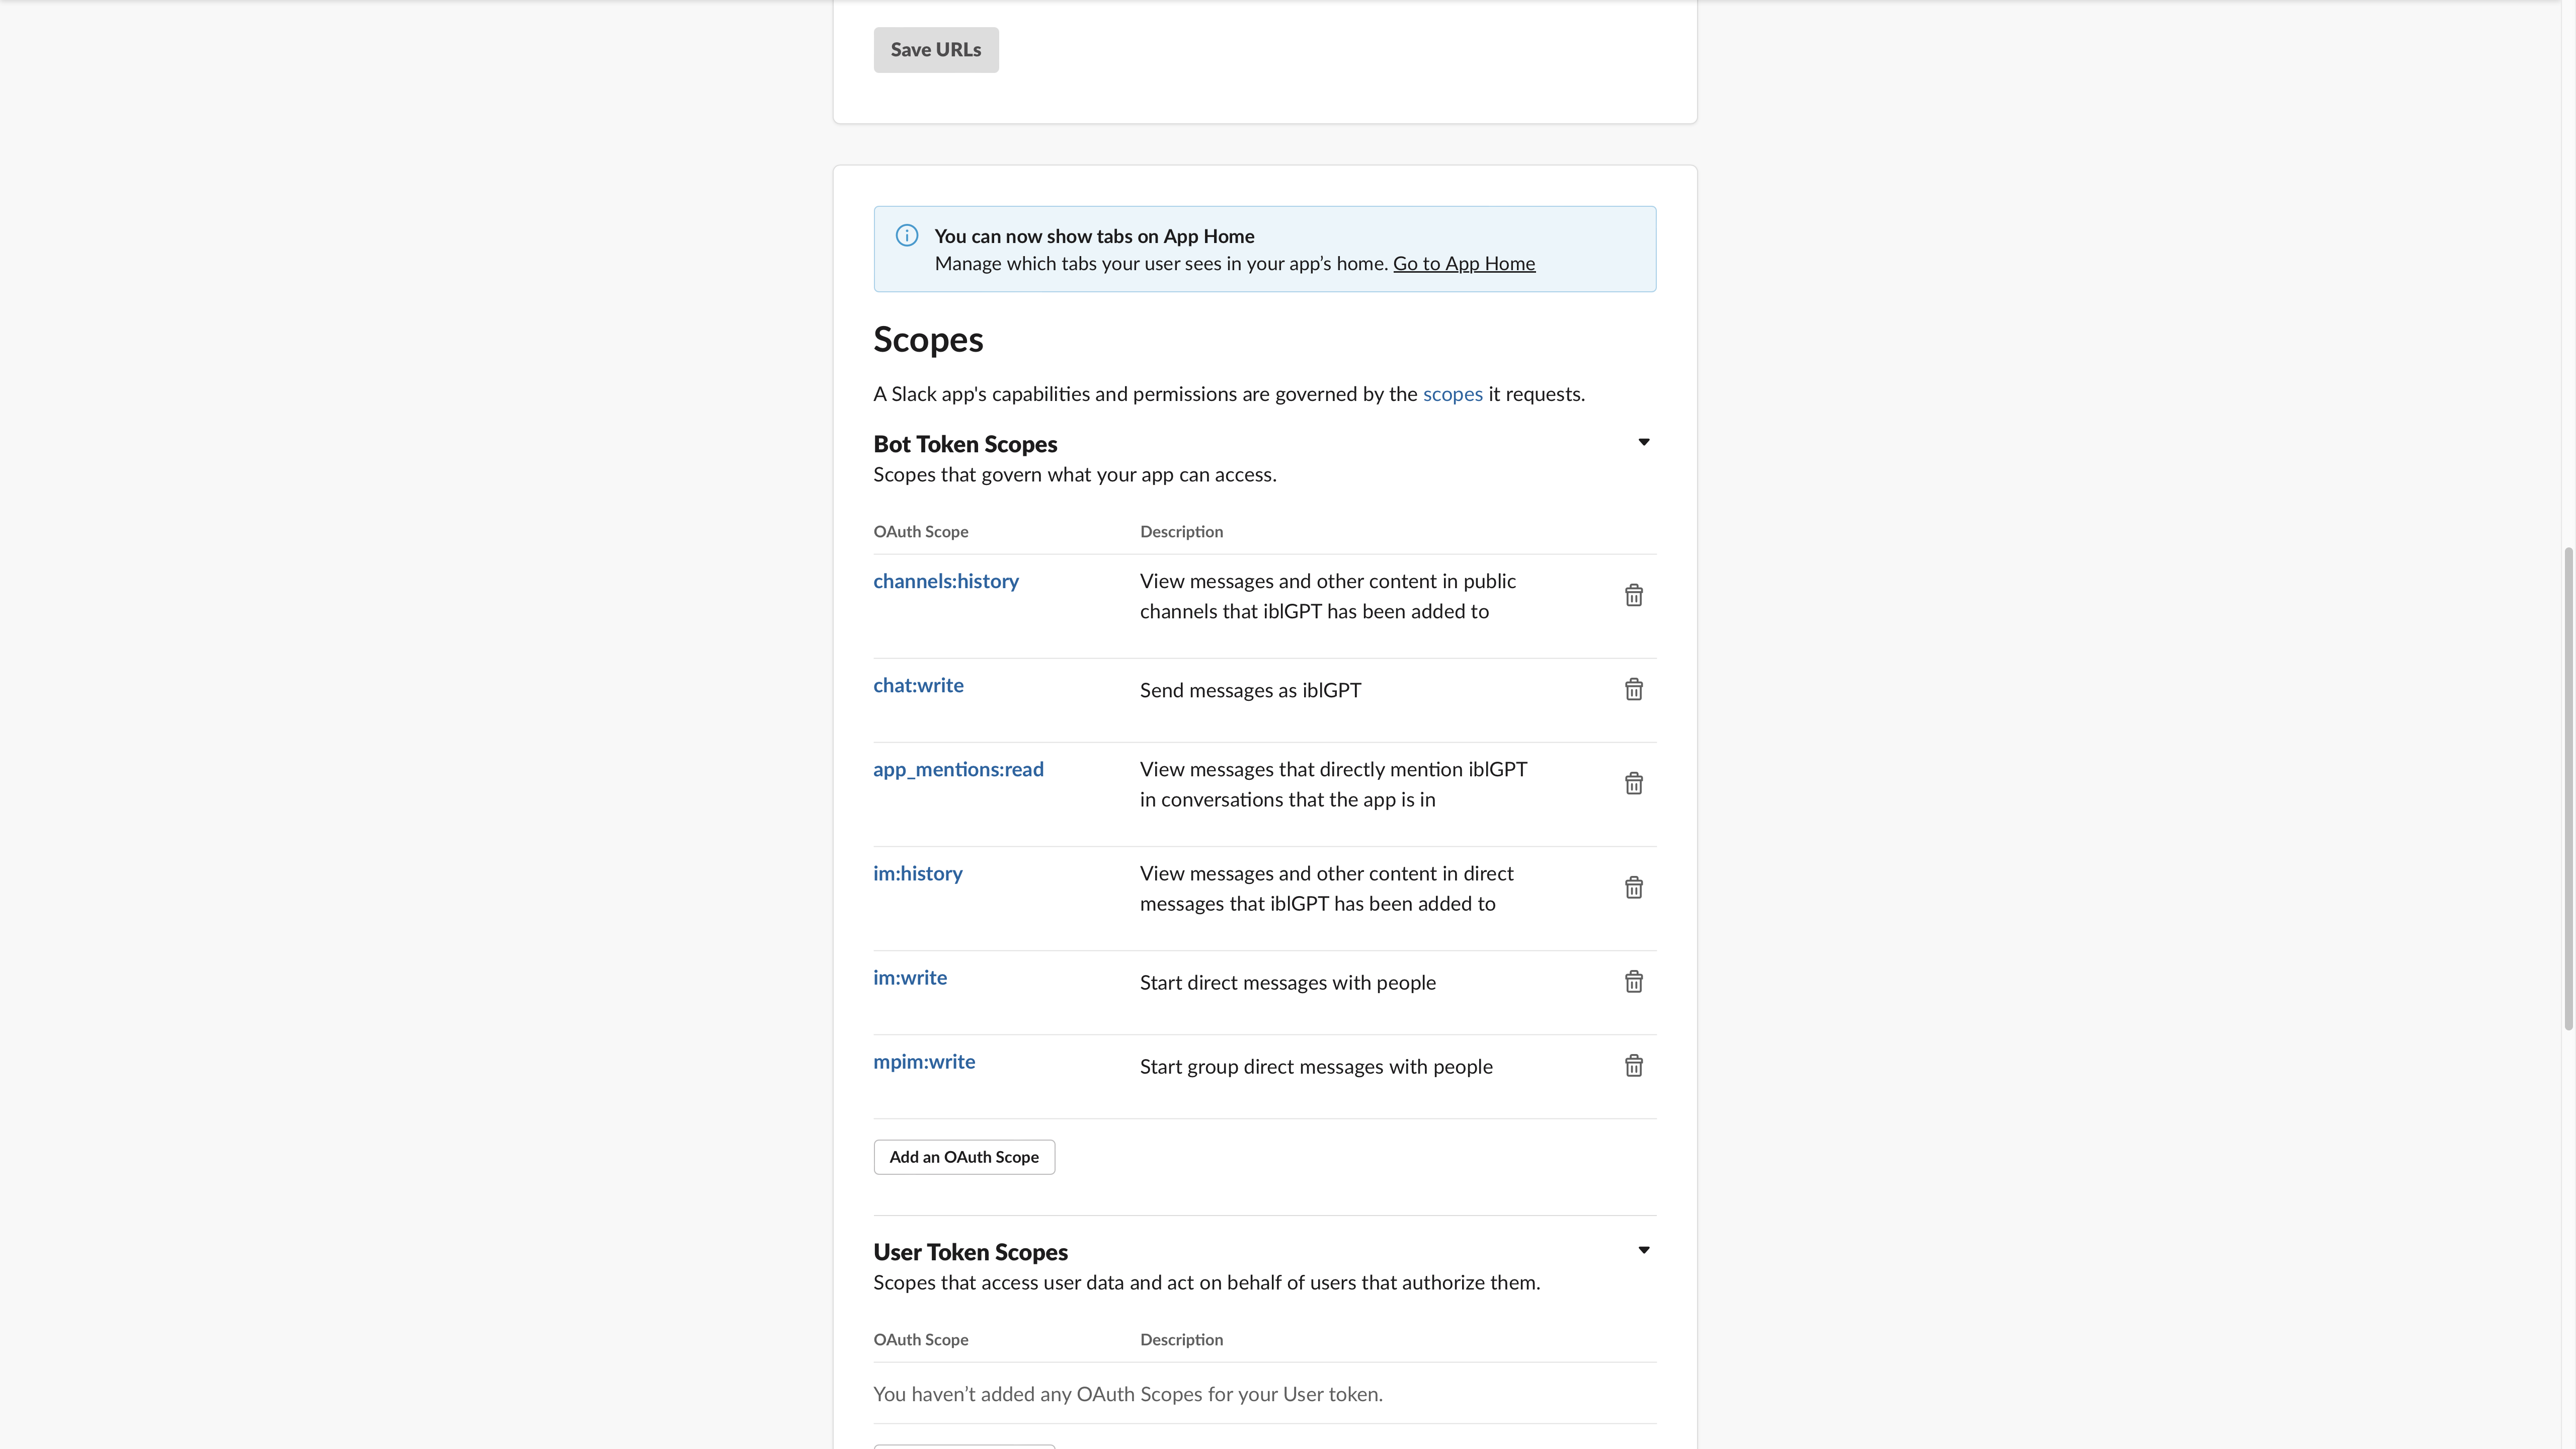 Save URLs
You can now show tabs on App Home
Manage which tabs your user sees in your app’s home. Go to App Home
Scopes
A Slack app's capabilities and permissions are governed by the scopes it requests.
Bot Token Scopes
Scopes that govern what your app can access.
OAuth Scope Description
channels:history View messages and other content in public
channels that iblGPT has been added to
chat:write Send messages as iblGPT
app_mentions:read View messages that directly mention iblGPT
in conversations that the app is in
im:history View messages and other content in direct
messages that iblGPT has been added to
im:write Start direct messages with people
mpim:write Start group direct messages with people
Add an OAuth Scope
User Token Scopes
Scopes that access user data and act on behalf of users that authorize them.
OAuth Scope Description
You haven’t added any OAuth Scopes for your User token.